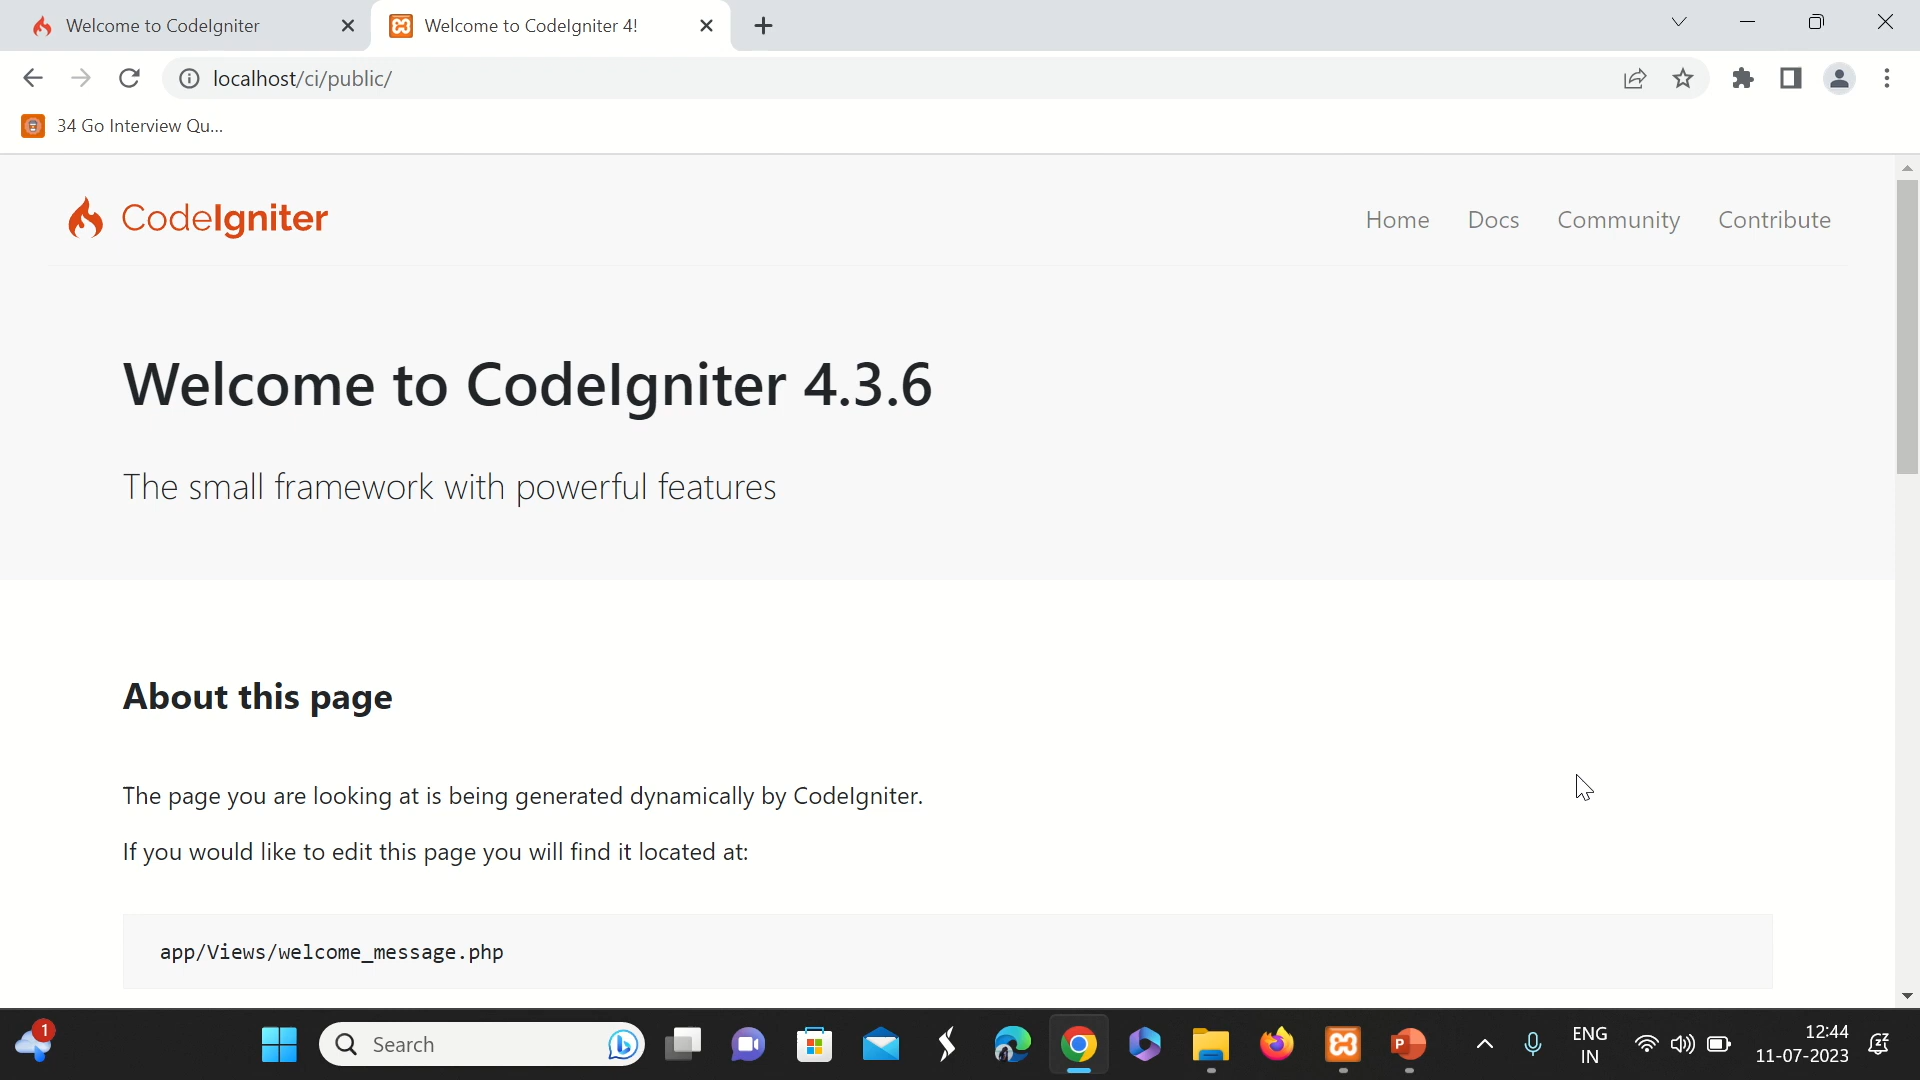 Welcome to CodeIgniter
Welcome to CodeIgniter 4!
localhost/ci/public/
34 Go Interview Qu...
CodeIgniter
Home Docs Community Contribute
Welcome to CodeIgniter 4.3.6
The small framework with powerful features
About this page
The page you are looking at is being generated dynamically by CodeIgniter.
If you would like to edit this page you will find it located at:
app/Views/welcome_message.php
1
Search
P
ENG
IN
12:44
11-07-2023